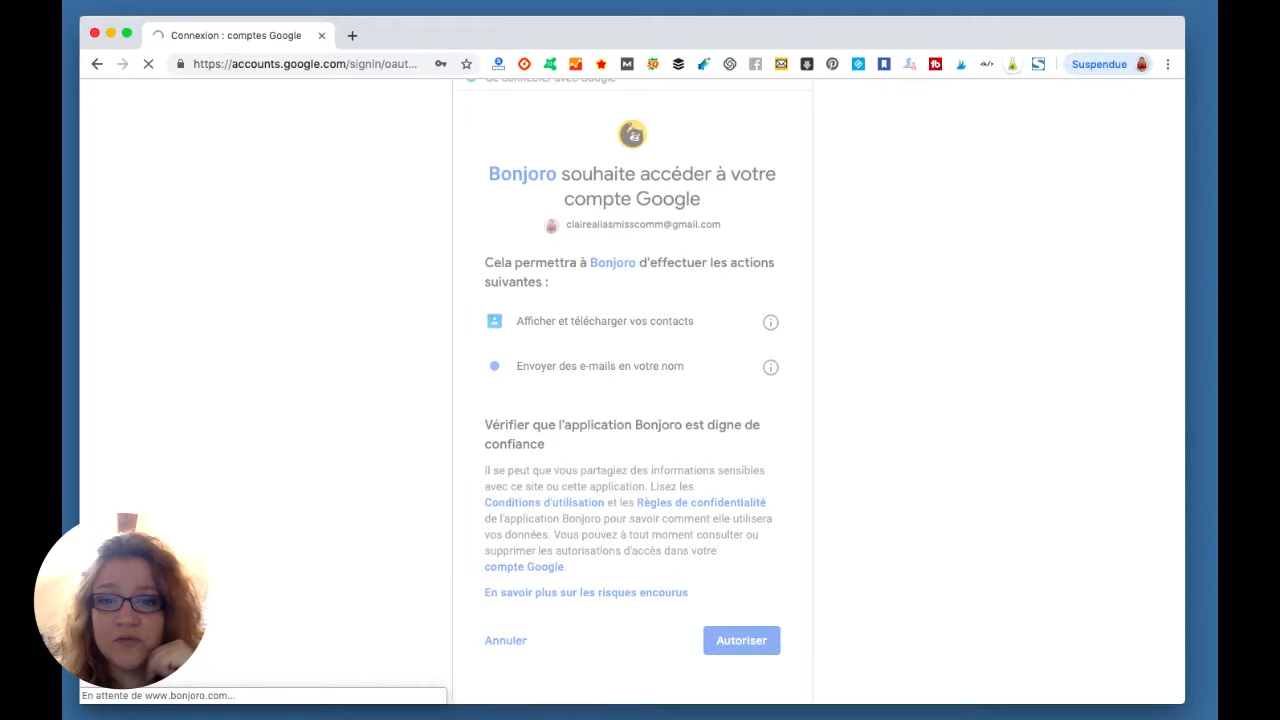 Connexion : comptes Google
https://accounts.google.com/signin/oaut...
Suspendue
Se connecter avec Google
Bonjoro souhaite accéder à votre
compte Google
clairealiasmisscomm@gmail.com
Cela permettra à Bonjoro d'effectuer les actions
suivantes :
Afficher et télécharger vos contacts
Envoyer des e-mails en votre nom
Vérifier que l'application Bonjoro est digne de
confiance
Il se peut que vous partagiez des informations sensibles
avec ce site ou cette application. Lisez les
Conditions d'utilisation et les Règles de confidentialité
de l'application Bonjoro pour savoir comment elle utilisera
vos données. Vous pouvez à tout moment consulter ou
supprimer les autorisations d'accès dans votre
compte Google.
En savoir plus sur les risques encourus
Annuler
Autoriser
En attente de www.bonjoro.com...